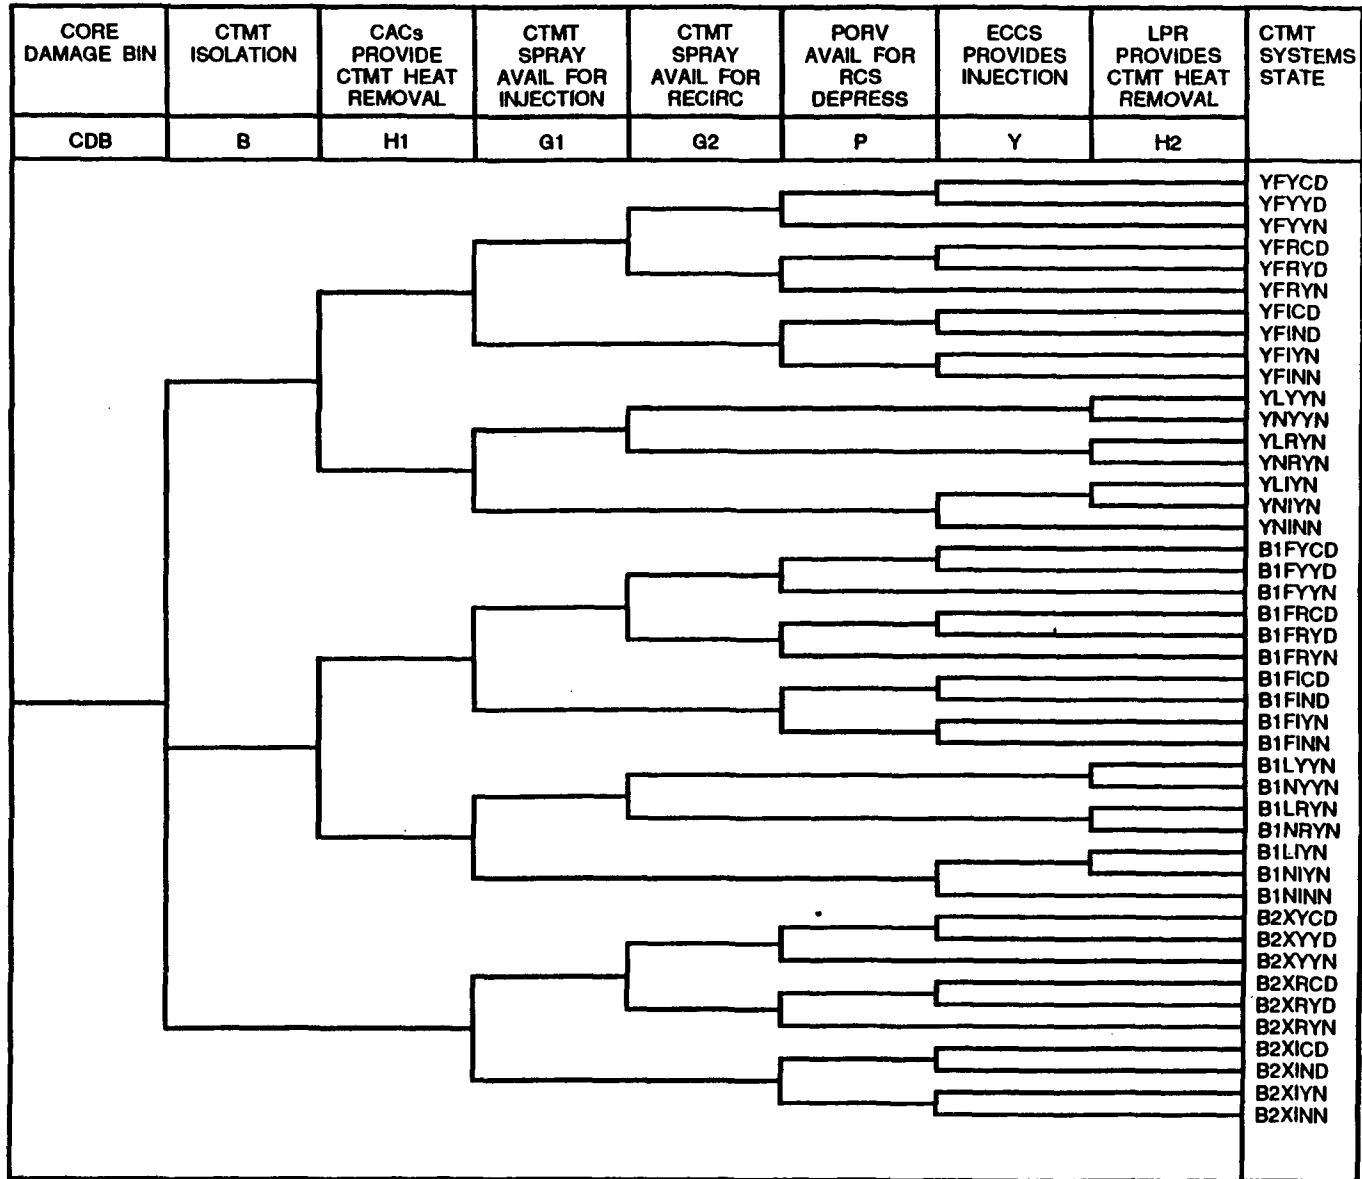 CORE
DAMAGE BIN
CTMT
ISOLATION
CACs
PROVIDE
CTMT HEAT
REMOVAL
CTMT
SPRAY
AVAIL FOR
INJECTION
CTMT
SPRAY
AVAIL FOR
RECIRC
PORV
AVAIL FOR
RCS
DEPRESS
ECCS
PROVIDES
INJECTION
LPR
PROVIDES
CTMT HEAT
REMOVAL
CTMT
SYSTEMS
STATE
CDB
B
H1
G1
G2
P
Y
H2
YFYCD
YFYYD
YFYYN
YFRCD
YFRYD
YFRYN
YFICD
YFIND
YFIYN
YFINN
YLYYN
YNYYN
YLRYN
YNRYN
YLIYN
YNIYN
YNINN
B1FYCD
B1FYYD
B1FYYN
B1FRCD
B1FRYD
B1FRYN
B1FICD
B1FIND
B1FIYN
B1FINN
B1LYYN
B1NYYN
B1LRYN
B1NRYN
B1LIYN
B1NIYN
B1NINN
B2XYCD
B2XYYD
B2XYYN
B2XRCD
B2XRYD
B2XRYN
B2XICD
B2XIND
B2XIYN
B2XINN